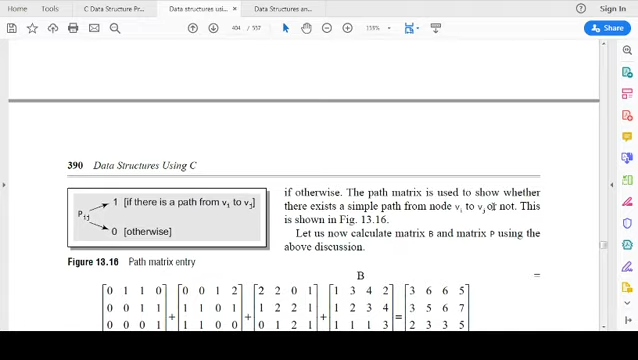 C Data Structure Pr...
Data structures usi...
Data Structures an...
Sign In
404 / 557
Share
390 Data Structures Using C
Pij
1 [if there is a path from vi to vj]
0 [otherwise]
Figure 13.16 Path matrix entry
if otherwise. The path matrix is used to show whether
there exists a simple path from node vi to vj or not. This
is shown in Fig. 13.16.
Let us now calculate matrix B and matrix P using the
above discussion.
B =
0 1 1 0 0 0 1 2 2 2 0 1 1 3 4 2 3 6 6 5
0 0 1 1 + 1 1 0 1 + 1 2 2 1 + 1 2 3 4 = 3 5 6 7
0 0 0 1 1 1 0 0 0 1 2 1 1 1 1 3 2 3 3 5